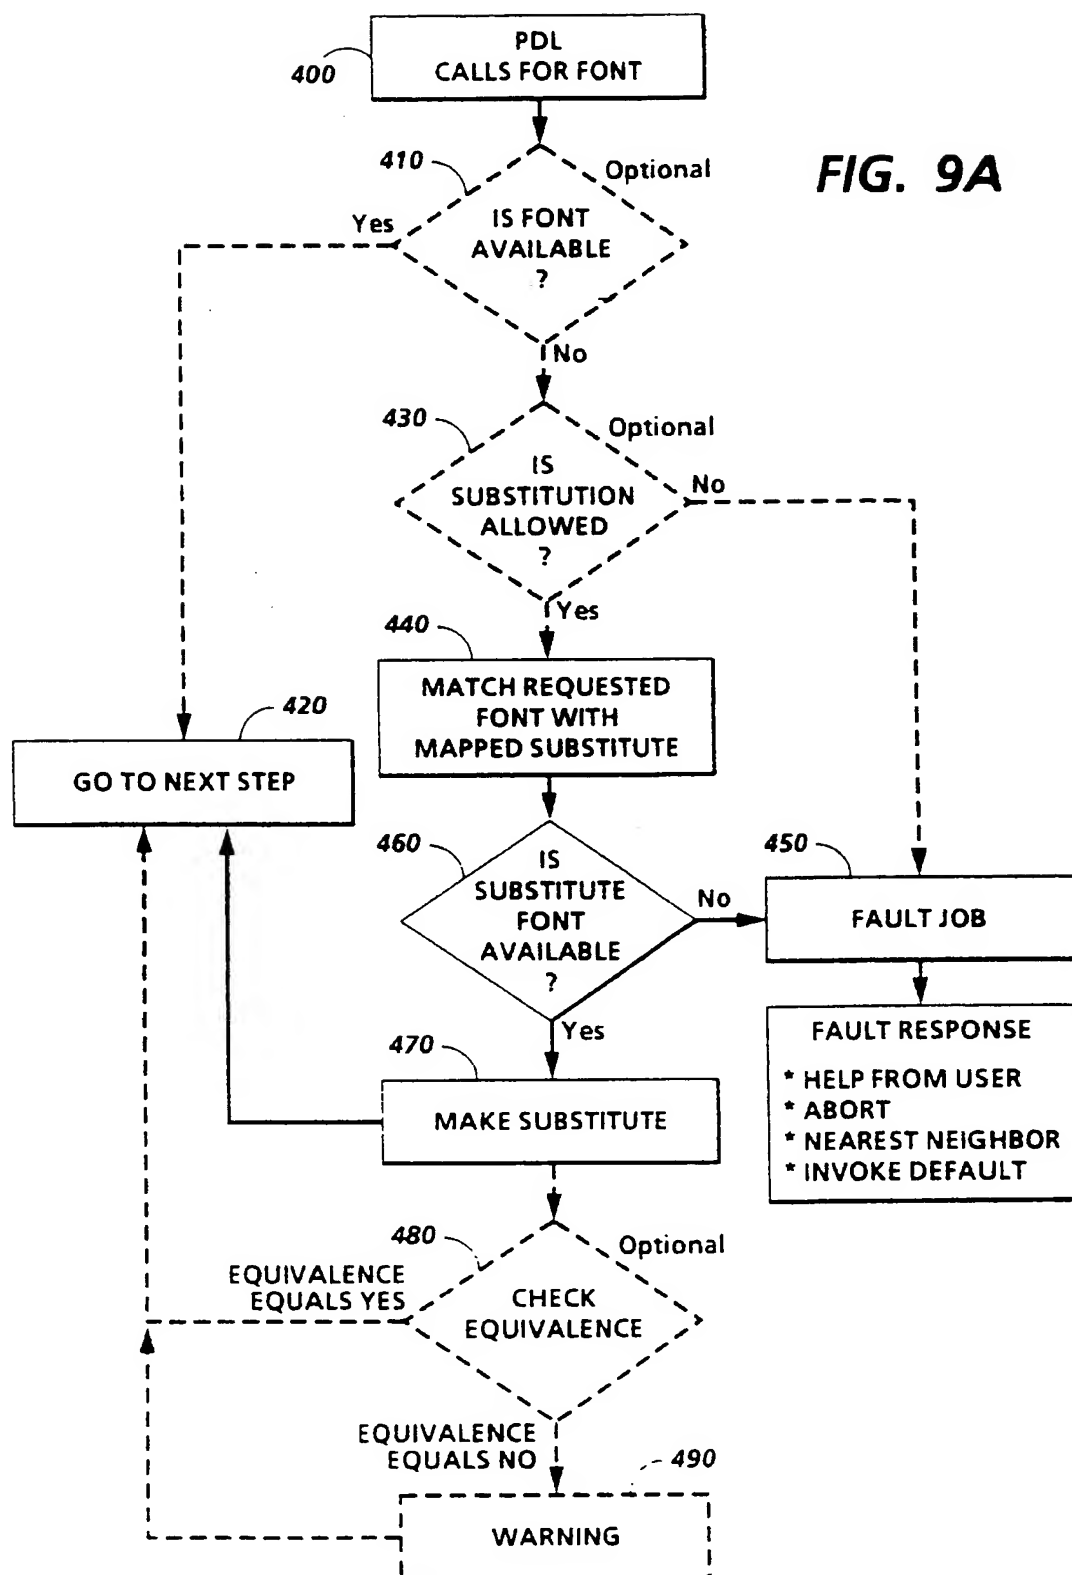 PDL
CALLS FOR FONT
400
FIG. 9A
410
Optional
Yes
IS FONT
AVAILABLE
?
No
430
Optional
IS
SUBSTITUTION
ALLOWED
?
No
Yes
440
MATCH REQUESTED
FONT WITH
MAPPED SUBSTITUTE
420
GO TO NEXT STEP
460
IS
SUBSTITUTE
FONT
AVAILABLE
?
No
450
FAULT JOB
Yes
FAULT RESPONSE
* HELP FROM USER
* ABORT
* NEAREST NEIGHBOR
* INVOKE DEFAULT
470
MAKE SUBSTITUTE
480
Optional
EQUIVALENCE
EQUALS YES
CHECK
EQUIVALENCE
EQUIVALENCE
EQUALS NO
490
WARNING